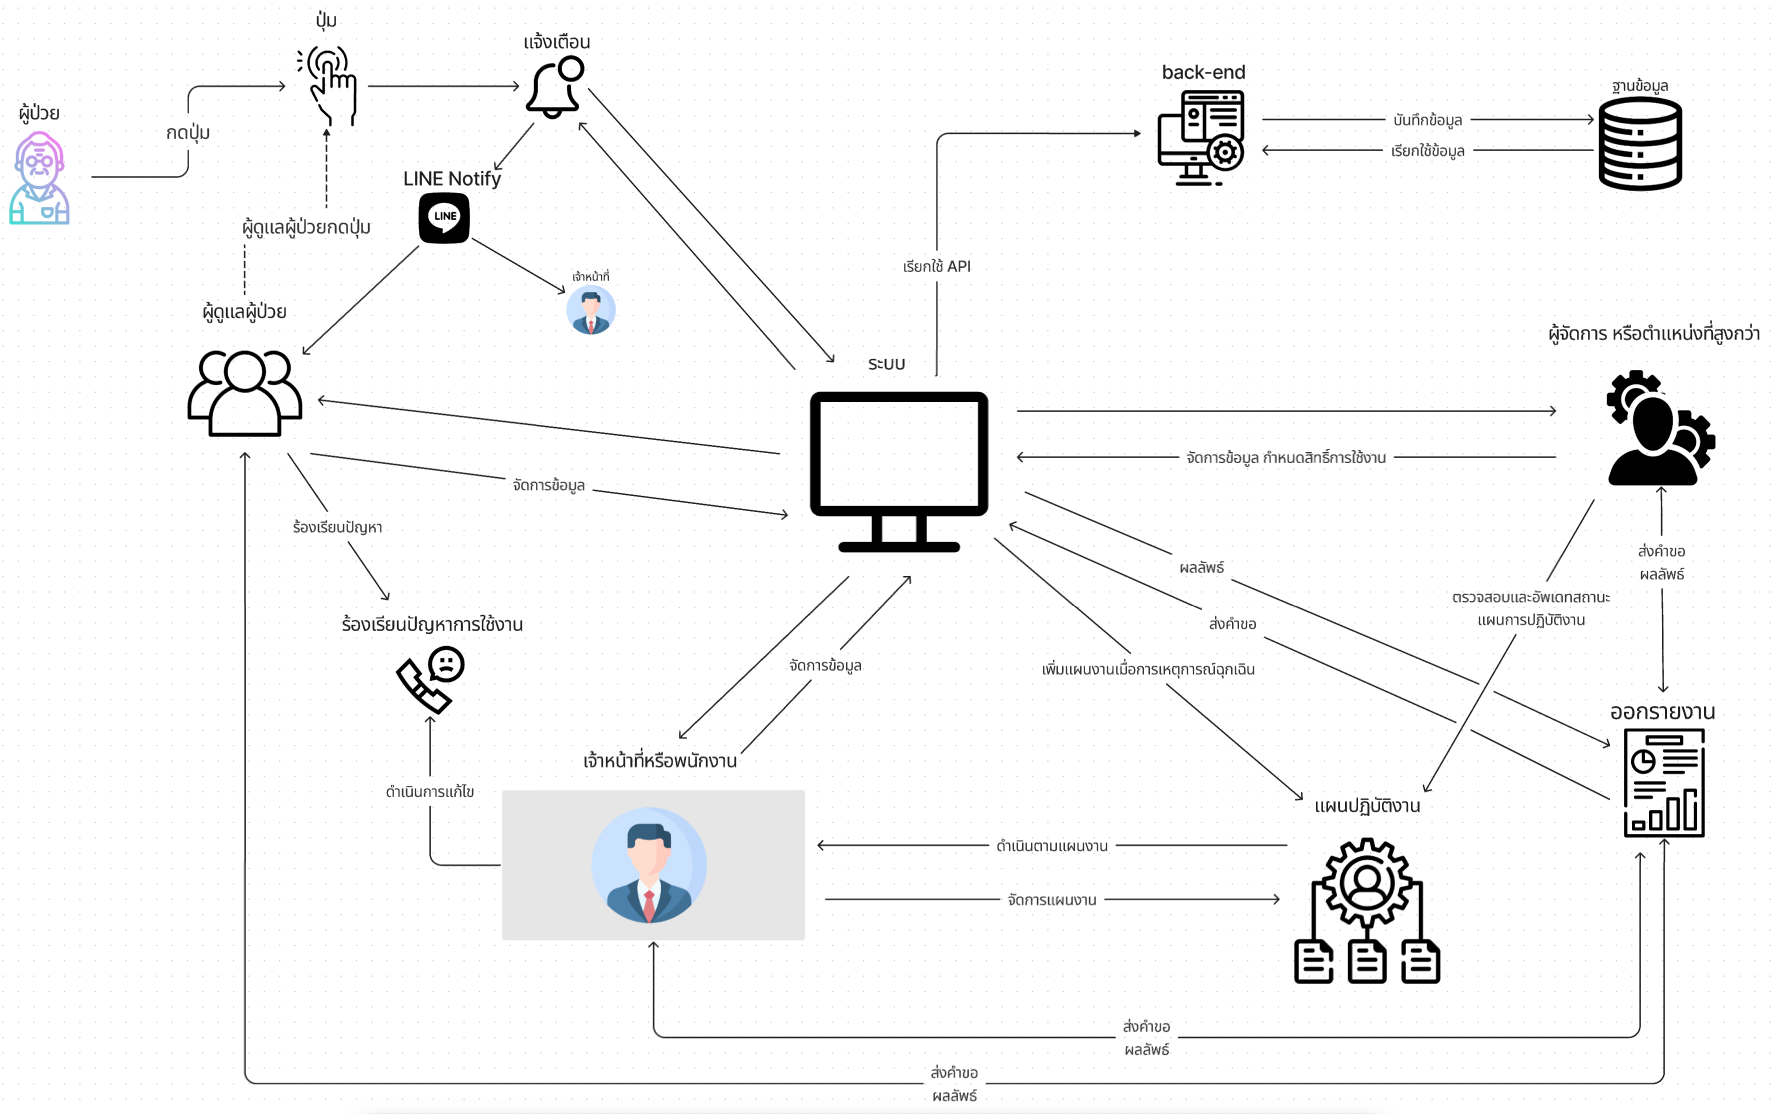 ปุ่ม
แจ้งเตือน
back-end
ฐานข้อมูล
ผู้ป่วย
กดปุ่ม
บันทึกข้อมูล
เรียกใช้ข้อมูล
LINE Notify
LINE
ผู้ดูแลผู้ป่วยกดปุ่ม
เรียกใช้ API
เจ้าหน้าที่
ผู้ดูแลผู้ป่วย
ระบบ
ผู้จัดการ หรือตำแหน่งที่สูงกว่า
จัดการข้อมูล กำหนดสิทธิ์การใช้งาน
จัดการข้อมูล
ร้องเรียนปัญหา
ส่งคำขอ
ผลลัพธ์
ผลลัพธ์
ตรวจสอบและอัพเดทสถานะ
แผนการปฏิบัติงาน
ส่งคำขอ
ร้องเรียนปัญหาการใช้งาน
จัดการข้อมูล
เพิ่มแผนงานเมื่อการเหตุการณ์ฉุกเฉิน
ออกรายงาน
เจ้าหน้าที่หรือพนักงาน
ดำเนินการแก้ไข
แผนปฏิบัติงาน
ดำเนินตามแผนงาน
จัดการแผนงาน
ส่งคำขอ
ผลลัพธ์
ส่งคำขอ
ผลลัพธ์